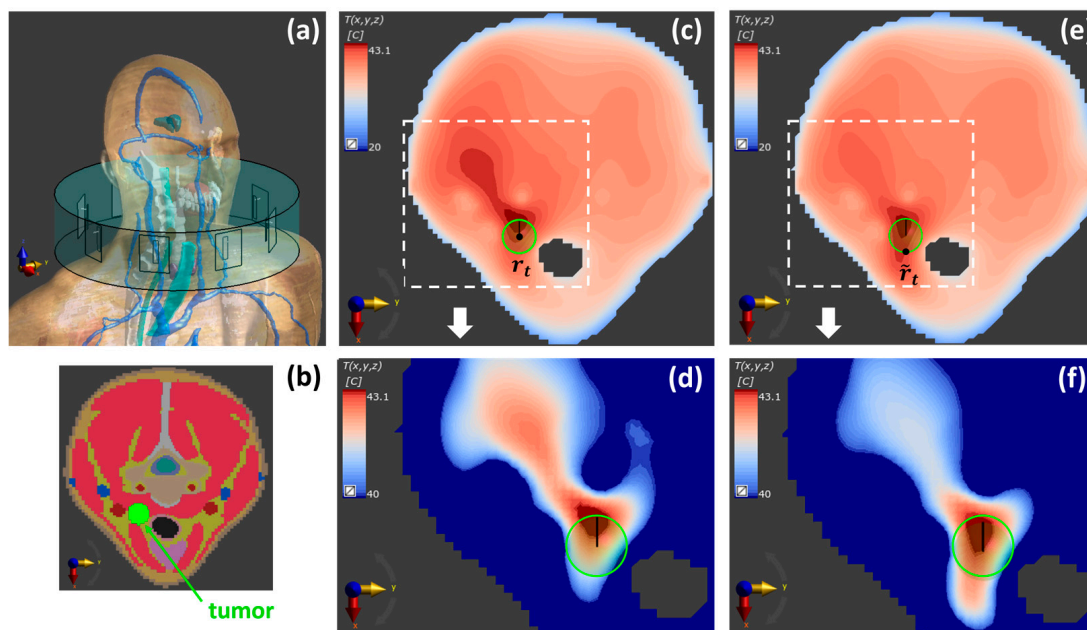 (a)
T(x,y,z)
[C]
43.1
20
(c)
r_t
y
x
T(x,y,z)
[C]
43.1
20
(e)
r̃_t
y
x
(b)
y
tumor
T(x,y,z)
[C]
43.1
40
(d)
y
x
T(x,y,z)
[C]
43.1
40
(f)
y
x